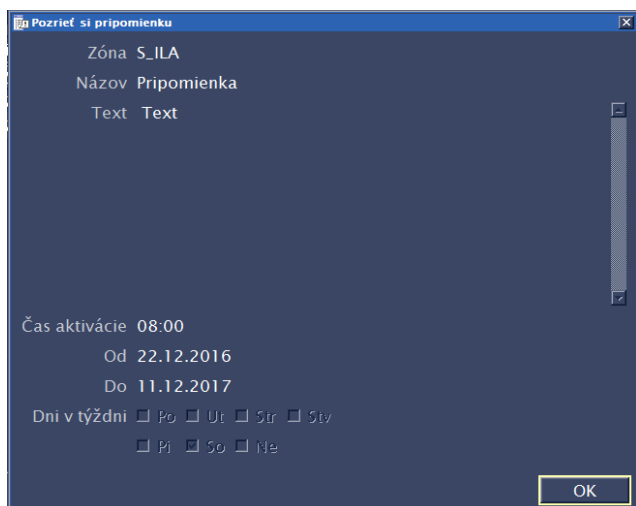 Pozrieť si pripomienku
Zóna S_ILA
Názov Pripomienka
Text Text
Čas aktivácie 08:00
Od 22.12.2016
Do 11.12.2017
Dni v týždni Po Ut Str Stv
Pi So Ne
OK